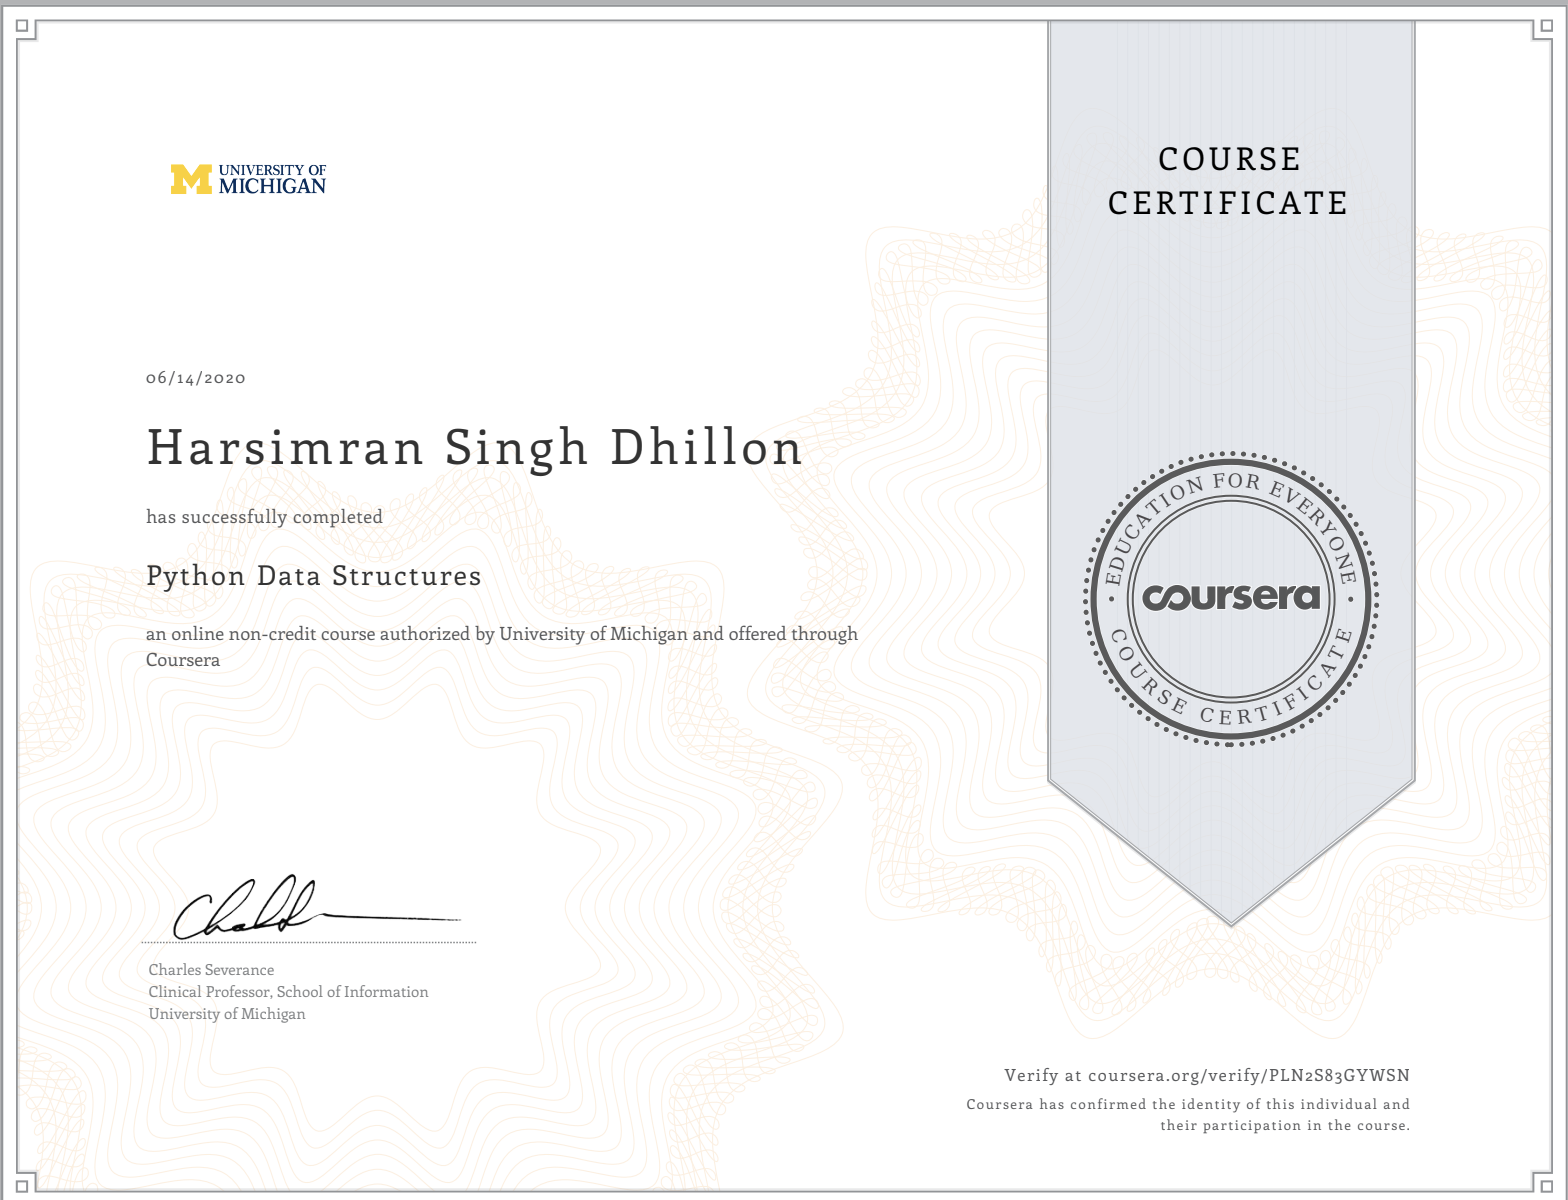 UNIVERSITY OF
MICHIGAN
COURSE
CERTIFICATE
06/14/2020
Harsimran Singh Dhillon
has successfully completed
Python Data Structures
an online non-credit course authorized by University of Michigan and offered through
Coursera
EDUCATION FOR EVERYONE
coursera
COURSE CERTIFICATE
Charles Severance
Clinical Professor, School of Information
University of Michigan
Verify at coursera.org/verify/PLN2S83GYWSN
Coursera has confirmed the identity of this individual and
their participation in the course.